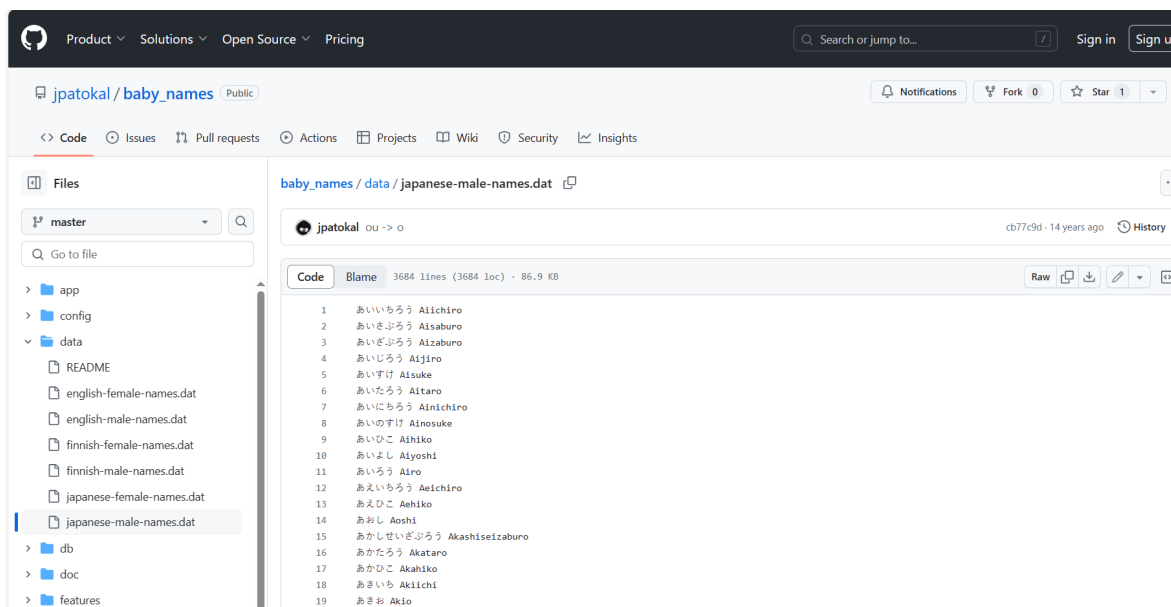 Product Solutions Open Source Pricing Search or jump to... / Sign in Sign u
jpatokal / baby_names Public Notifications Fork 0 Star 1
Code Issues Pull requests Actions Projects Wiki Security Insights
Files
master
Go to file
app
config
data
README
english-female-names.dat
english-male-names.dat
finnish-female-names.dat
finnish-male-names.dat
japanese-female-names.dat
japanese-male-names.dat
db
doc
features
baby_names / data / japanese-male-names.dat
jpatokal ou -> o cb77c9d · 14 years ago History
Code Blame 3684 lines (3684 loc) · 86.9 KB Raw
1 あいいちろう Aiichiro
2 あいさぶろう Aisaburo
3 あいざぶろう Aizaburo
4 あいじろう Aijiro
5 あいすけ Aisuke
6 あいたろう Aitaro
7 あいにちろう Ainichiro
8 あいのすけ Ainosuke
9 あいひこ Aihiko
10 あいよし Aiyoshi
11 あいろう Airo
12 あえいちろう Aeichiro
13 あえひこ Aehiko
14 あおし Aoshi
15 あかしせいざぶろう Akashiseizaburo
16 あかたろう Akataro
17 あかひこ Akahiko
18 あきいち Akiichi
19 あきお Akio